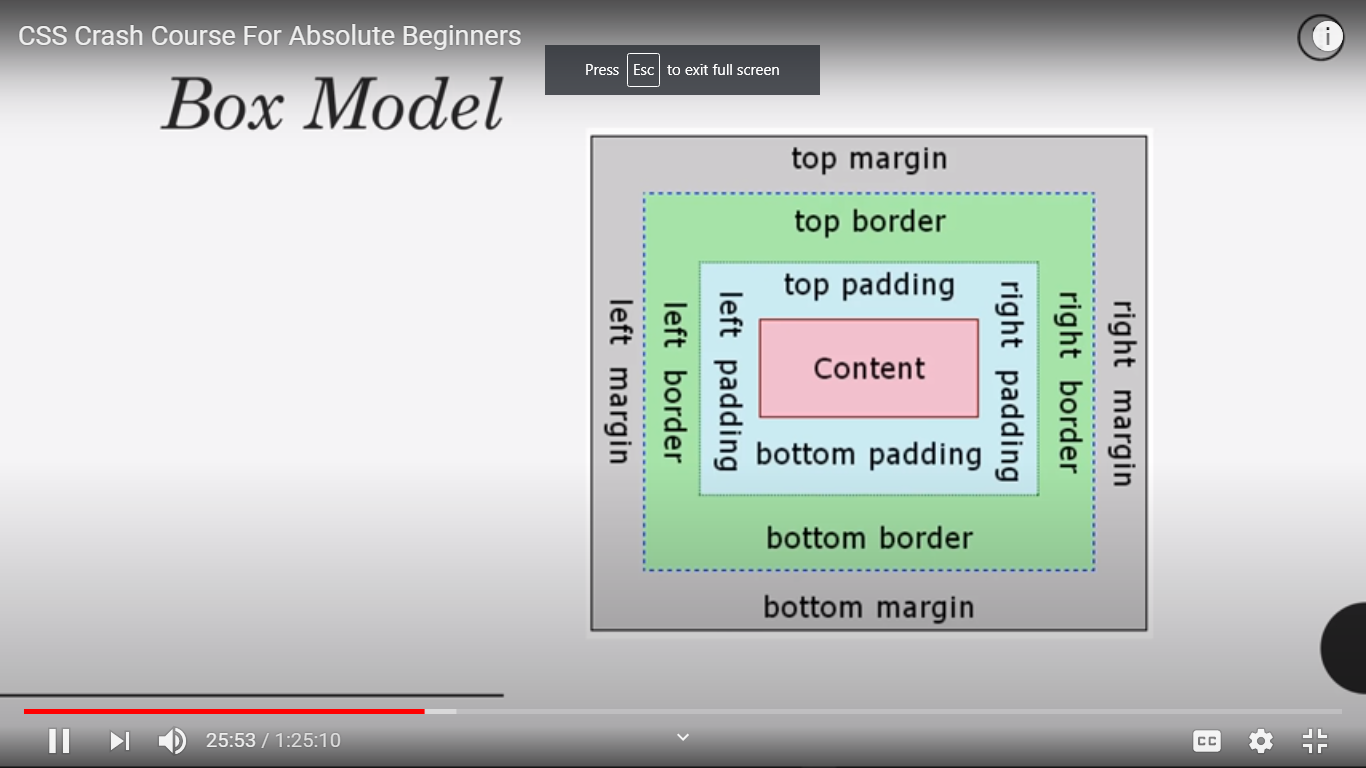 CSS Crash Course For Absolute Beginners
i
Press Esc to exit full screen
Box Model
top margin
top border
top padding
left margin
left border
left padding
Content
right padding
right border
right margin
bottom padding
bottom border
bottom margin
25:53 / 1:25:10
CC